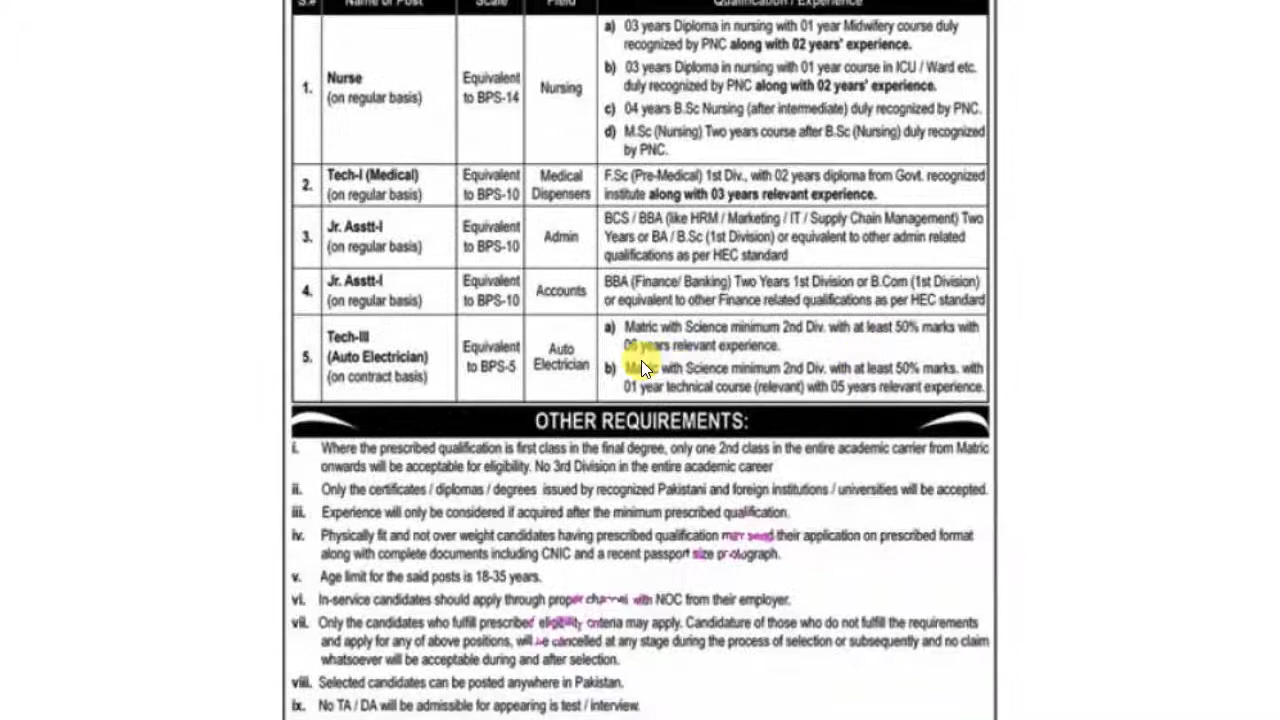 S.# Name of Post Scale Field Qualification / Experience
1. Nurse
(on regular basis)
Equivalent
to BPS-14
Nursing
a) 03 years Diploma in nursing with 01 year Midwifery course duly
recognized by PNC along with 02 years' experience.
b) 03 years Diploma in nursing with 01 year course in ICU / Ward etc.
duly recognized by PNC along with 02 years' experience.
c) 04 years B.Sc Nursing (after intermediate) duly recognized by PNC.
d) M.Sc (Nursing) Two years course after B.Sc (Nursing) duly recognized
by PNC.
2. Tech-I (Medical)
(on regular basis)
Equivalent
to BPS-10
Medical
Dispensers
F.Sc (Pre-Medical) 1st Div., with 02 years diploma from Govt. recognized
institute along with 03 years relevant experience.
3. Jr. Asstt-I
(on regular basis)
Equivalent
to BPS-10
Admin
BCS / BBA (like HRM / Marketing / IT / Supply Chain Management) Two
Years or BA / B.Sc (1st Division) or equivalent to other admin related
qualifications as per HEC standard
4. Jr. Asstt-I
(on regular basis)
Equivalent
to BPS-10
Accounts
BBA (Finance/ Banking) Two Years 1st Division or B.Com (1st Division)
or equivalent to other Finance related qualifications as per HEC standard
5. Tech-III
(Auto Electrician)
(on contract basis)
Equivalent
to BPS-5
Auto
Electrician
a) Matric with Science minimum 2nd Div. with at least 50% marks with
06 years relevant experience.
b) Matric with Science minimum 2nd Div. with at least 50% marks. with
01 year technical course (relevant) with 05 years relevant experience.
OTHER REQUIREMENTS:
i. Where the prescribed qualification is first class in the final degree, only one 2nd class in the entire academic carrier from Matric
onwards will be acceptable for eligibility. No 3rd Division in the entire academic career
ii. Only the certificates / diplomas / degrees issued by recognized Pakistani and foreign institutions / universities will be accepted.
iii. Experience will only be considered if acquired after the minimum prescribed qualification.
iv. Physically fit and not over weight candidates having prescribed qualification may send their application on prescribed format
along with complete documents including CNIC and a recent passport size photograph.
v. Age limit for the said posts is 18-35 years.
vi. In-service candidates should apply through proper channel with NOC from their employer.
vii. Only the candidates who fulfill prescribed eligibility criteria may apply. Candidature of those who do not fulfill the requirements
and apply for any of above positions, will be cancelled at any stage during the process of selection or subsequently and no claim
whatsoever will be acceptable during and after selection.
viii. Selected candidates can be posted anywhere in Pakistan.
ix. No TA / DA will be admissible for appearing is test / interview.